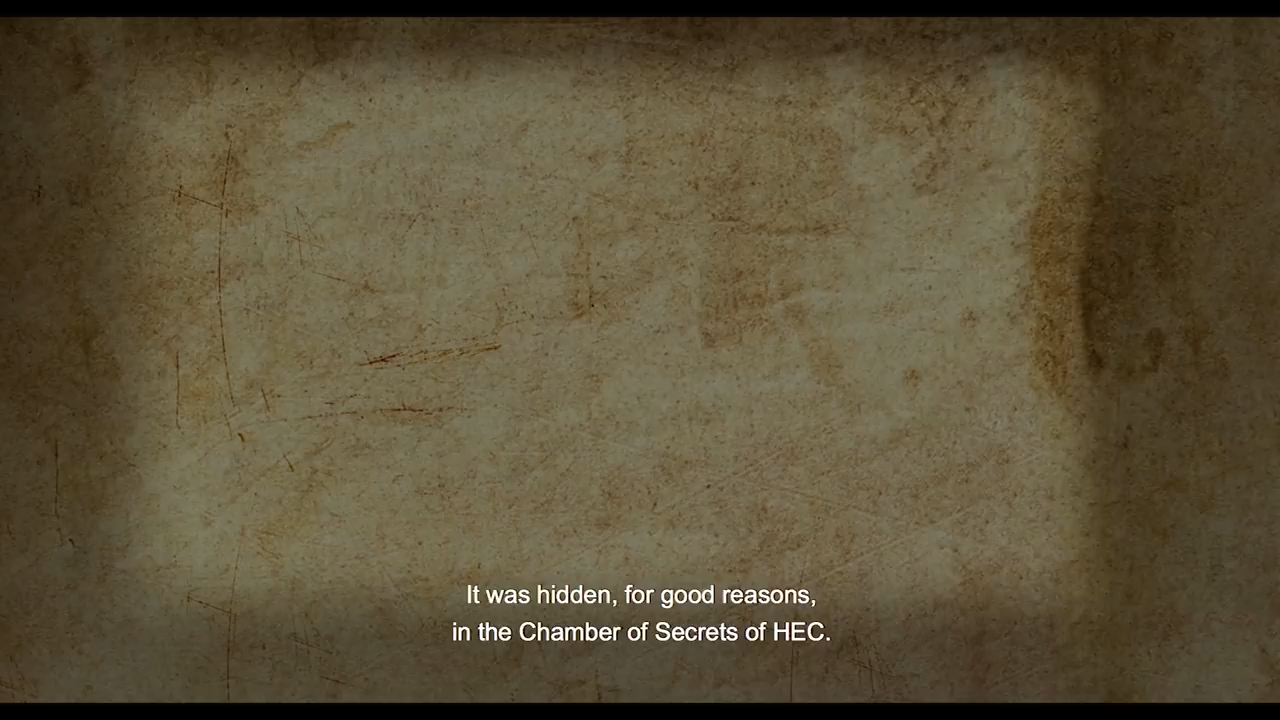 It was hidden, for good reasons,
in the Chamber of Secrets of HEC.